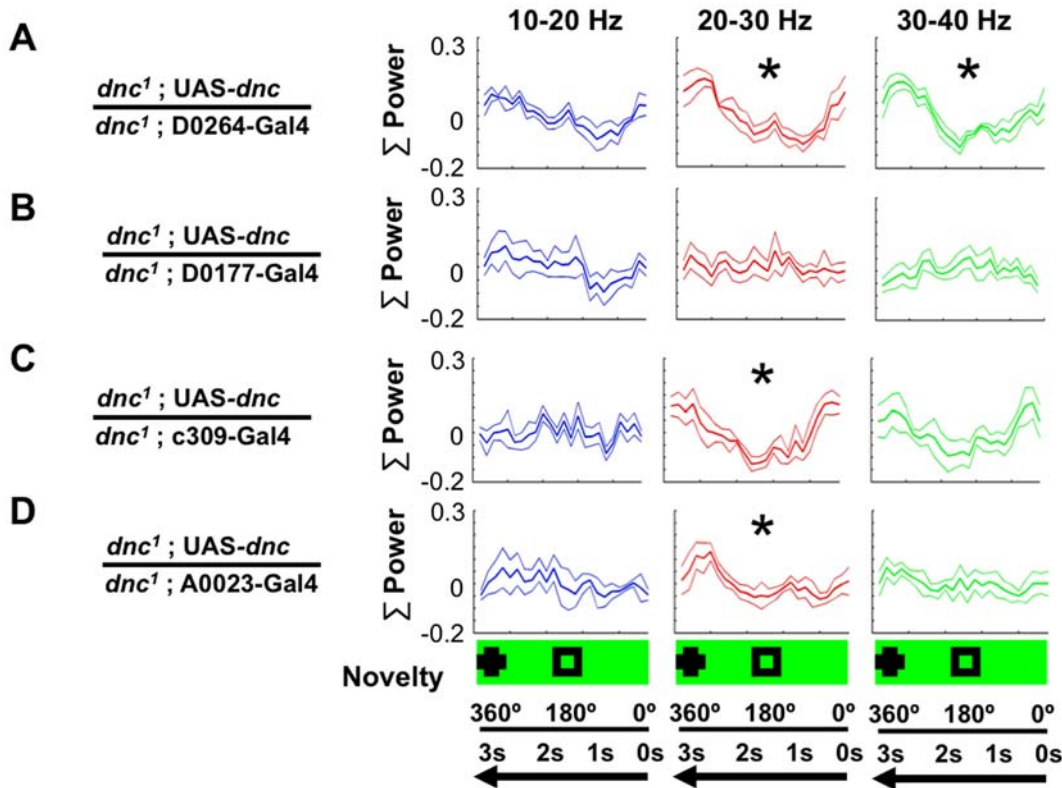 10-20 Hz 20-30 Hz 30-40 Hz
A
dnc¹ ; UAS-dnc
dnc¹ ; D0264-Gal4
∑ Power
0.3
0
-0.2
*
*
B
dnc¹ ; UAS-dnc
dnc¹ ; D0177-Gal4
∑ Power
0.3
0
-0.2
C
dnc¹ ; UAS-dnc
dnc¹ ; c309-Gal4
∑ Power
0.3
0
-0.2
*
D
dnc¹ ; UAS-dnc
dnc¹ ; A0023-Gal4
∑ Power
0.3
0
-0.2
*
Novelty
360º 180º 0º 360º 180º 0º 360º 180º 0º
3s 2s 1s 0s 3s 2s 1s 0s 3s 2s 1s 0s